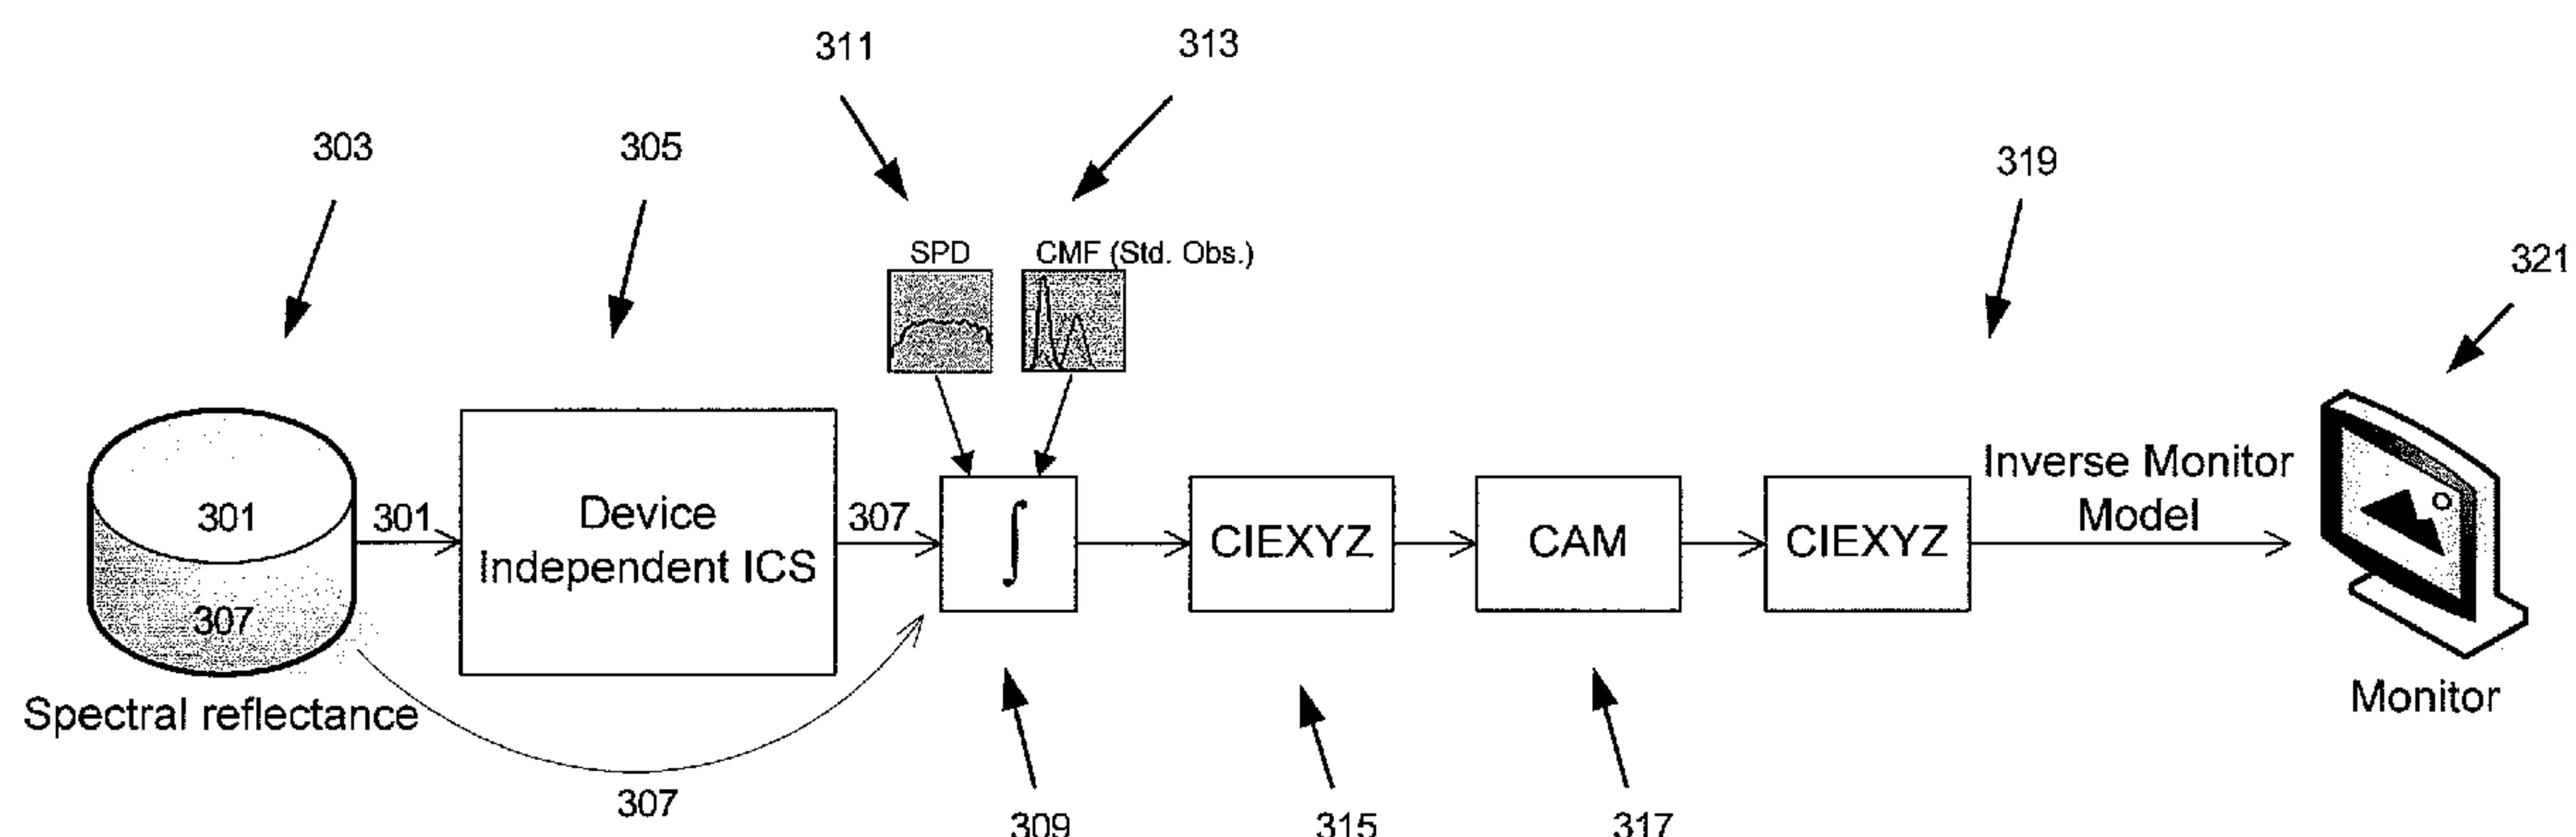 311
313
303
305
319
321
SPD
CMF (Std. Obs.)
301
301
307
307
Device
Independent ICS
∫
CIEXYZ
CAM
CIEXYZ
Inverse Monitor
Model
Spectral reflectance
Monitor
307
309
315
317